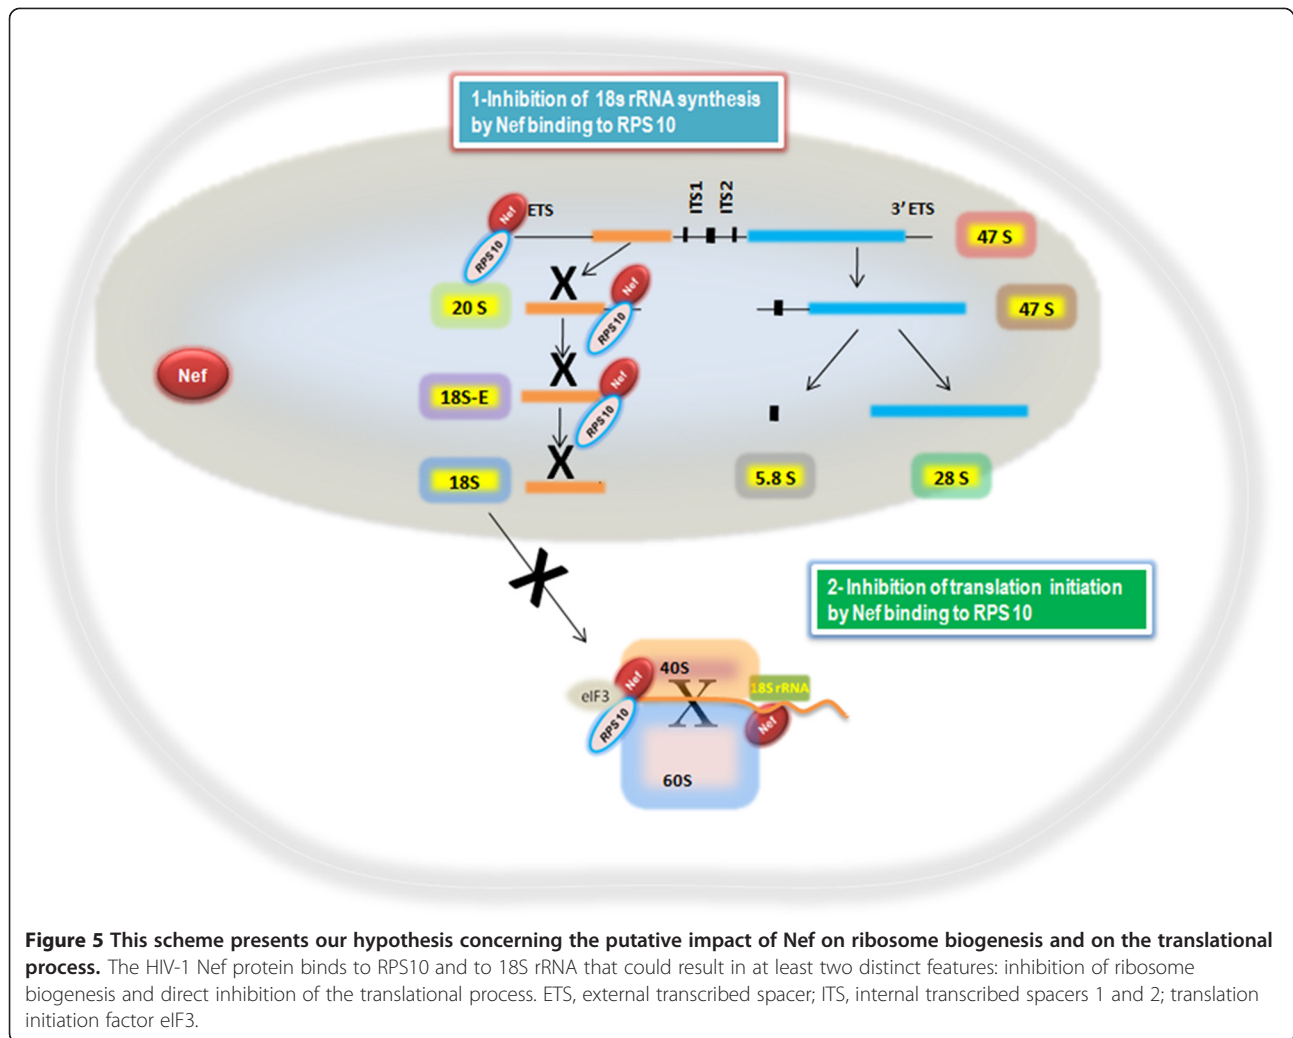 1-Inhibition of 18s rRNA synthesis
by Nef binding to RPS10
Nef
ETS
ITS1
ITS2
3' ETS
RPS10
47 S
20 S
Nef
RPS10
47 S
Nef
18S-E
Nef
RPS10
18S
5.8 S
28 S
2- Inhibition of translation initiation
by Nef binding to RPS10
40S
Nef
eIF3
RPS10
18S rRNA
Nef
60S
Figure 5 This scheme presents our hypothesis concerning the putative impact of Nef on ribosome biogenesis and on the translational
process. The HIV-1 Nef protein binds to RPS10 and to 18S rRNA that could result in at least two distinct features: inhibition of ribosome
biogenesis and direct inhibition of the translational process. ETS, external transcribed spacer; ITS, internal transcribed spacers 1 and 2; translation
initiation factor eIF3.